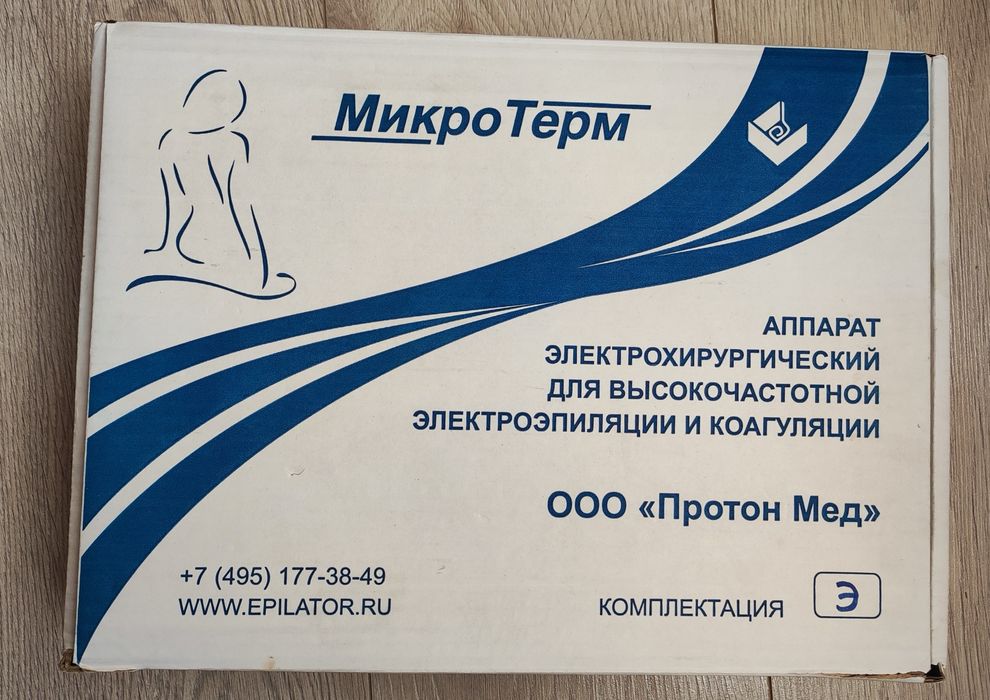 МикроТерм
АППАРАТ
ЭЛЕКТРОХИРУРГИЧЕСКИЙ
ДЛЯ ВЫСОКОЧАСТОТНОЙ
ЭЛЕКТРОЭПИЛЯЦИИ И КОАГУЛЯЦИИ
ООО «Протон Мед»
+7 (495) 177-38-49
WWW.EPILATOR.RU
КОМПЛЕКТАЦИЯ Э